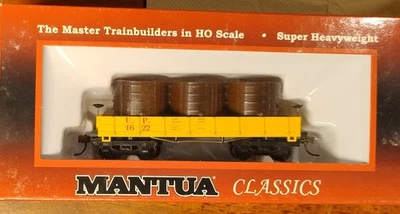 The Master Trainbuilders in HO Scale • Super Heavyweight
U. P.
1622
MANTUA CLASSICS